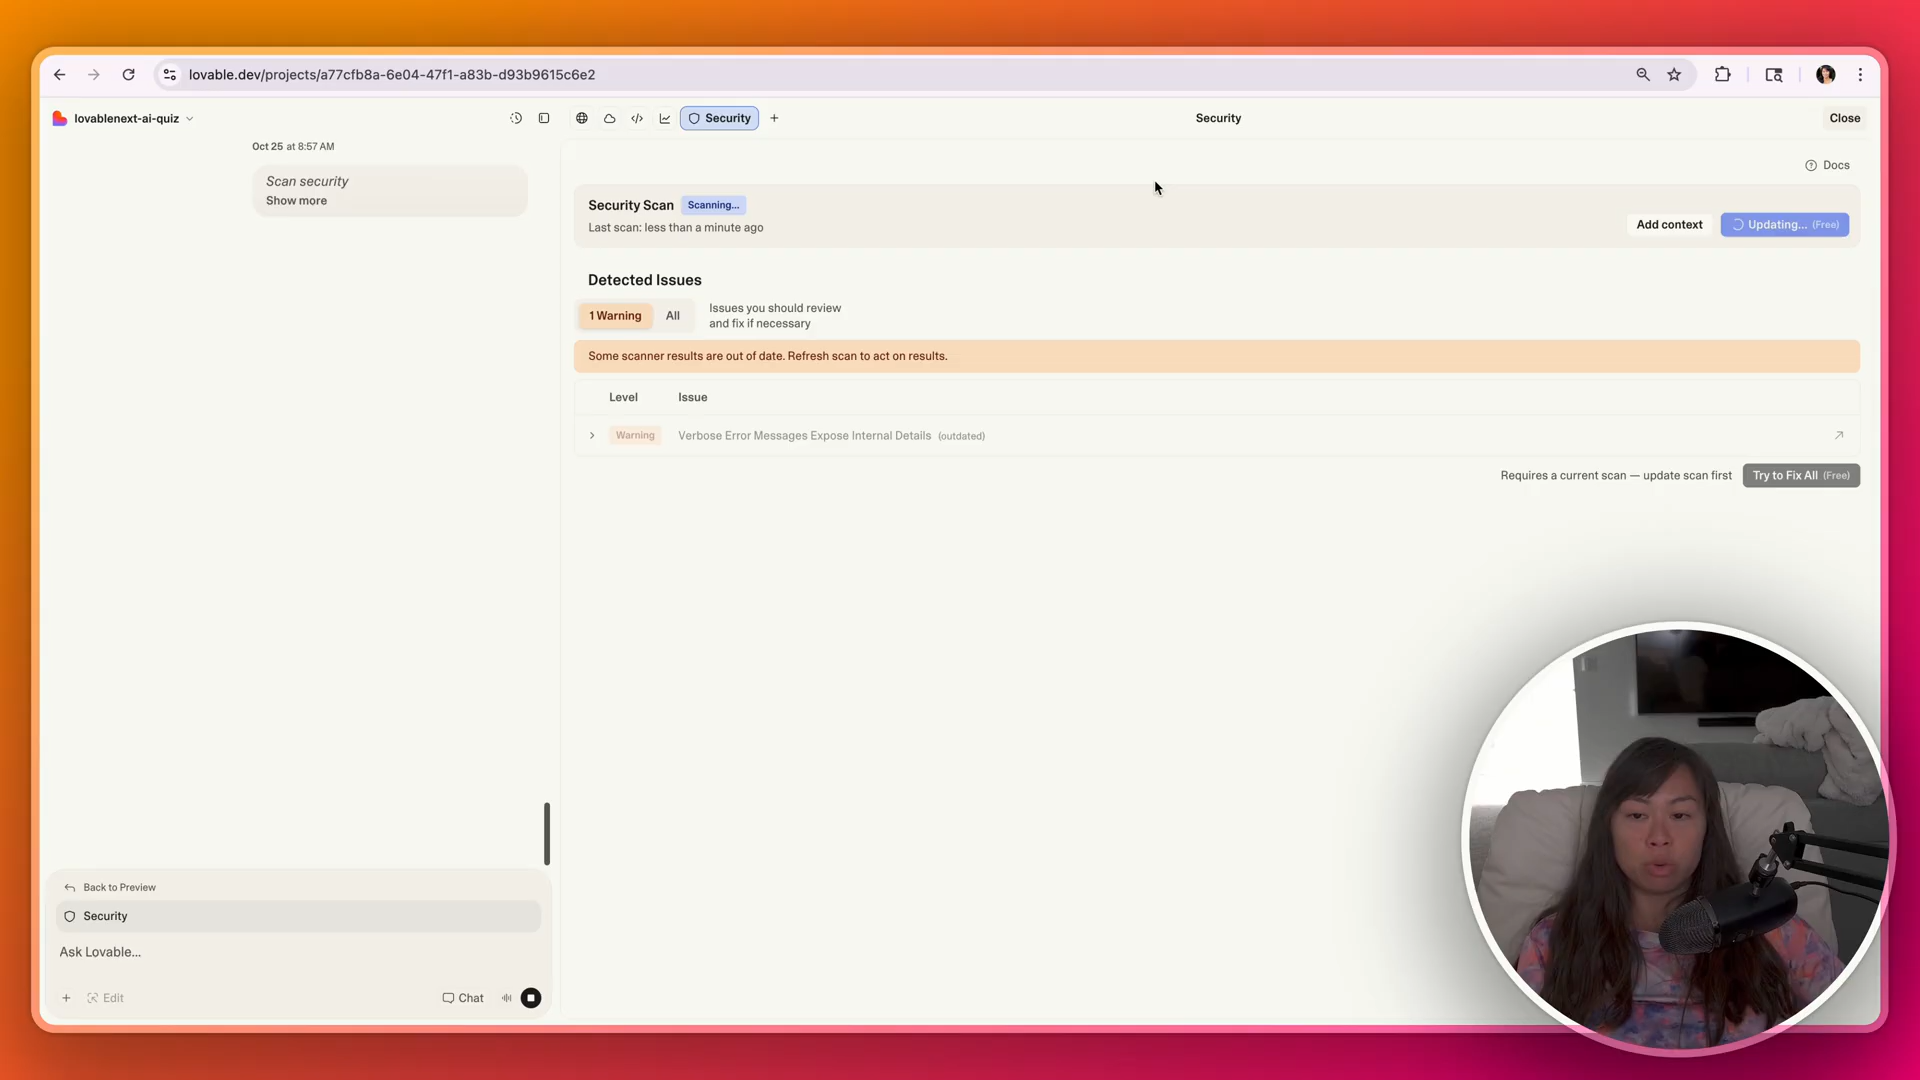 lovable.dev/projects/a77cfb8a-6e04-47f1-a83b-d93b9615c6e2
lovablenext-ai-quiz
Security
Security
Close
Oct 25 at 8:57 AM
Scan security
Show more
Docs
Security Scan Scanning...
Last scan: less than a minute ago
Add context
Updating... (Free)
Detected Issues
1 Warning
All
Issues you should review
and fix if necessary
Some scanner results are out of date. Refresh scan to act on results.
Level Issue
Warning Verbose Error Messages Expose Internal Details (outdated)
Requires a current scan — update scan first
Try to Fix All (Free)
Back to Preview
Security
Ask Lovable...
Edit
Chat